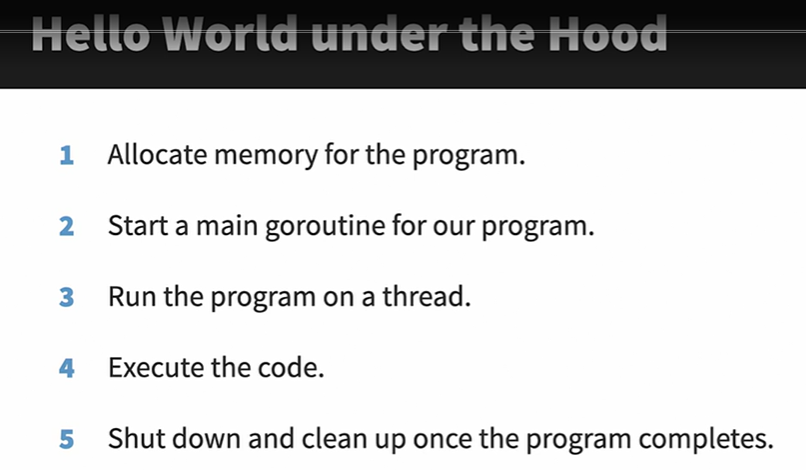 Hello World under the Hood
1 Allocate memory for the program.
2 Start a main goroutine for our program.
3 Run the program on a thread.
4 Execute the code.
5 Shut down and clean up once the program completes.